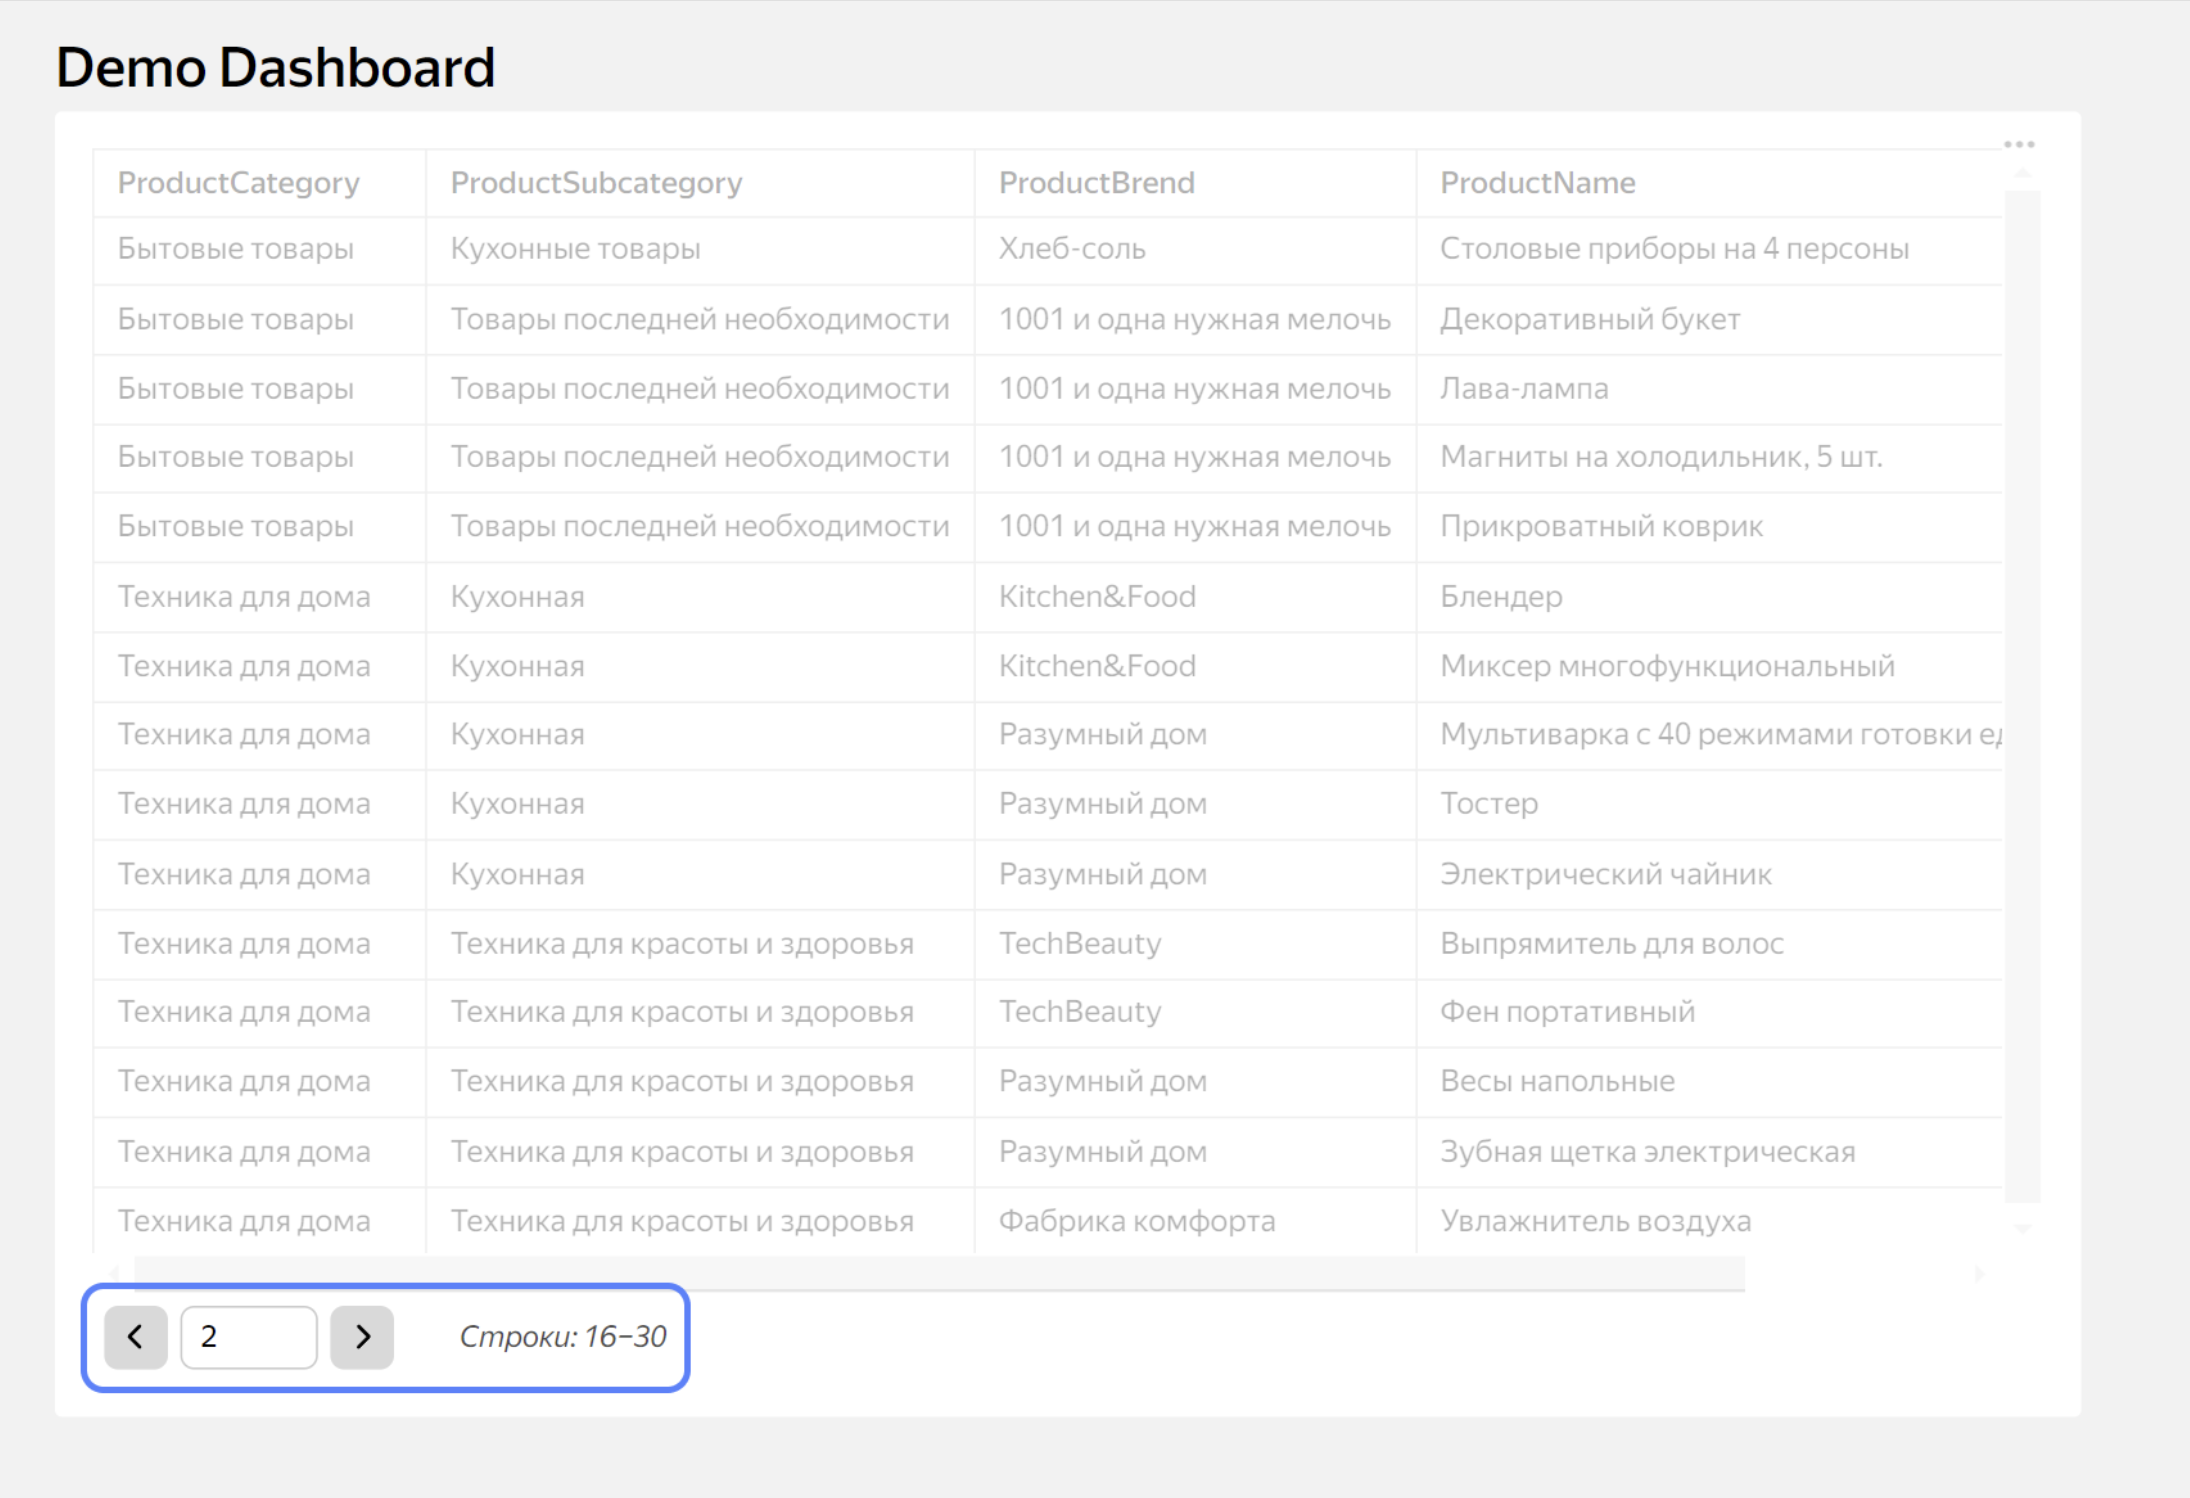 Demo Dashboard
ProductCategory ProductSubcategory ProductBrend ProductName
Бытовые товары Кухонные товары Хлеб-соль Столовые приборы на 4 персоны
Бытовые товары Товары последней необходимости 1001 и одна нужная мелочь Декоративный букет
Бытовые товары Товары последней необходимости 1001 и одна нужная мелочь Лава-лампа
Бытовые товары Товары последней необходимости 1001 и одна нужная мелочь Магниты на холодильник, 5 шт.
Бытовые товары Товары последней необходимости 1001 и одна нужная мелочь Прикроватный коврик
Техника для дома Кухонная Kitchen&Food Блендер
Техника для дома Кухонная Kitchen&Food Миксер многофункциональный
Техника для дома Кухонная Разумный дом Мультиварка с 40 режимами готовки
Техника для дома Кухонная Разумный дом Тостер
Техника для дома Кухонная Разумный дом Электрический чайник
Техника для дома Техника для красоты и здоровья TechBeauty Выпрямитель для волос
Техника для дома Техника для красоты и здоровья TechBeauty Фен портативный
Техника для дома Техника для красоты и здоровья Разумный дом Весы напольные
Техника для дома Техника для красоты и здоровья Разумный дом Зубная щетка электрическая
Техника для дома Техника для красоты и здоровья Фабрика комфорта Увлажнитель воздуха
2 Строки: 16–30